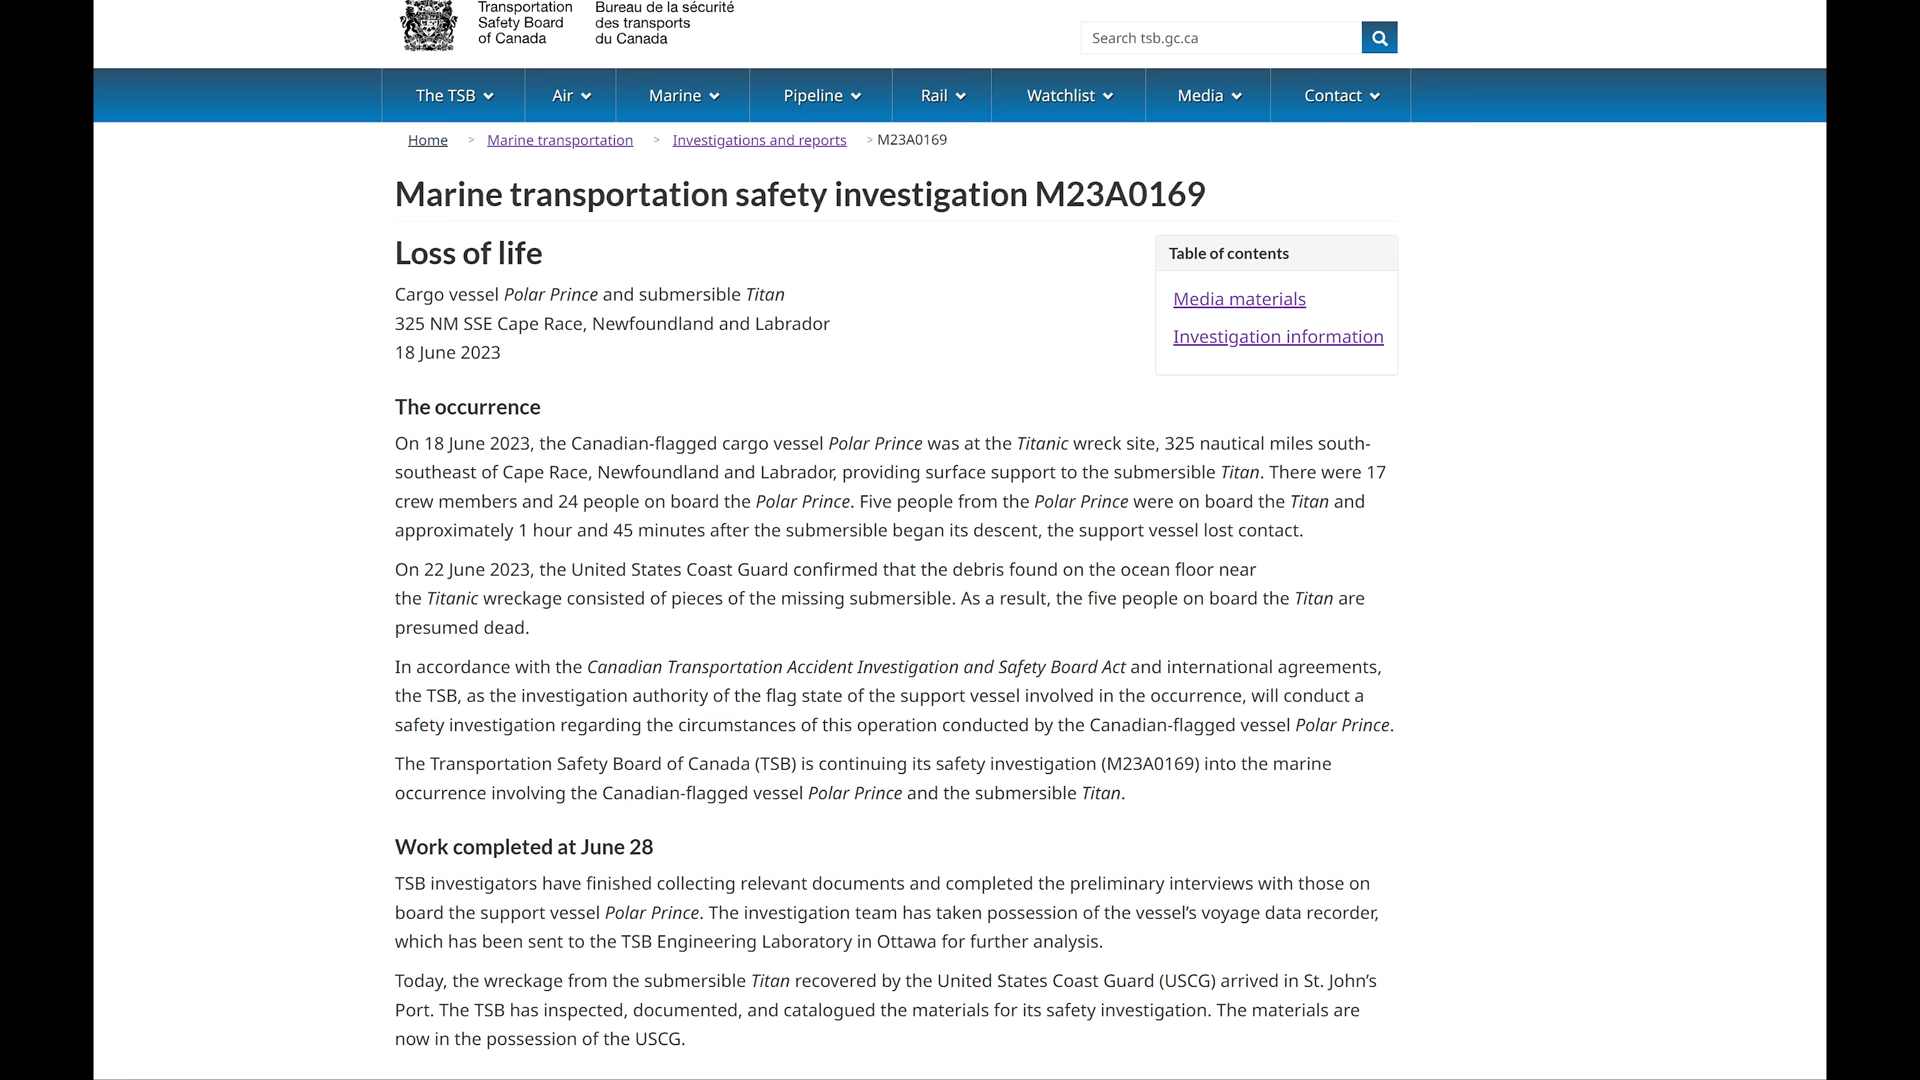 Transportation
Safety Board
of Canada
Bureau de la sécurité
des transports
du Canada
Search tsb.gc.ca
The TSB
Air
Marine
Pipeline
Rail
Watchlist
Media
Contact
Home > Marine transportation > Investigations and reports > M23A0169
Marine transportation safety investigation M23A0169
Loss of life
Cargo vessel Polar Prince and submersible Titan
325 NM SSE Cape Race, Newfoundland and Labrador
18 June 2023
Table of contents
Media materials
Investigation information
The occurrence
On 18 June 2023, the Canadian-flagged cargo vessel Polar Prince was at the Titanic wreck site, 325 nautical miles south-
southeast of Cape Race, Newfoundland and Labrador, providing surface support to the submersible Titan. There were 17
crew members and 24 people on board the Polar Prince. Five people from the Polar Prince were on board the Titan and
approximately 1 hour and 45 minutes after the submersible began its descent, the support vessel lost contact.
On 22 June 2023, the United States Coast Guard confirmed that the debris found on the ocean floor near
the Titanic wreckage consisted of pieces of the missing submersible. As a result, the five people on board the Titan are
presumed dead.
In accordance with the Canadian Transportation Accident Investigation and Safety Board Act and international agreements,
the TSB, as the investigation authority of the flag state of the support vessel involved in the occurrence, will conduct a
safety investigation regarding the circumstances of this operation conducted by the Canadian-flagged vessel Polar Prince.
The Transportation Safety Board of Canada (TSB) is continuing its safety investigation (M23A0169) into the marine
occurrence involving the Canadian-flagged vessel Polar Prince and the submersible Titan.
Work completed at June 28
TSB investigators have finished collecting relevant documents and completed the preliminary interviews with those on
board the support vessel Polar Prince. The investigation team has taken possession of the vessel’s voyage data recorder,
which has been sent to the TSB Engineering Laboratory in Ottawa for further analysis.
Today, the wreckage from the submersible Titan recovered by the United States Coast Guard (USCG) arrived in St. John’s
Port. The TSB has inspected, documented, and catalogued the materials for its safety investigation. The materials are
now in the possession of the USCG.